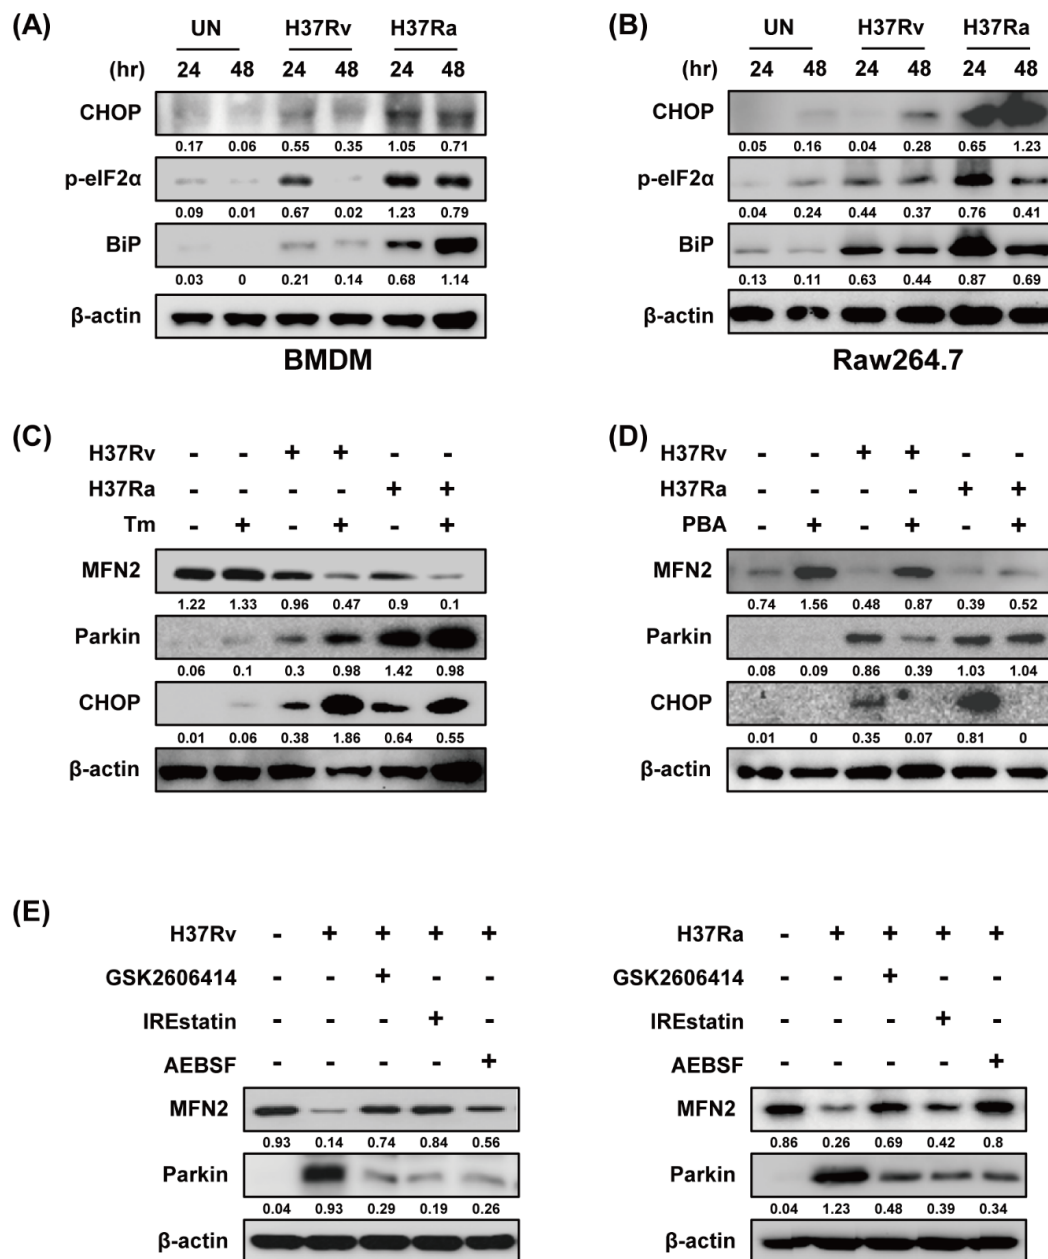 (A)
UN H37Rv H37Ra
(hr) 24 48 24 48 24 48
CHOP
0.17 0.06 0.55 0.35 1.05 0.71
p-eIF2α
0.09 0.01 0.67 0.02 1.23 0.79
BiP
0.03 0 0.21 0.14 0.68 1.14
β-actin
BMDM
(B)
UN H37Rv H37Ra
(hr) 24 48 24 48 24 48
CHOP
0.05 0.16 0.04 0.28 0.65 1.23
p-eIF2α
0.04 0.24 0.44 0.37 0.76 0.41
BiP
0.13 0.11 0.63 0.44 0.87 0.69
β-actin
Raw264.7
(C)
H37Rv - - + + - -
H37Ra - - - - + +
Tm - + - + - +
MFN2
1.22 1.33 0.96 0.47 0.9 0.1
Parkin
0.06 0.1 0.3 0.98 1.42 0.98
CHOP
0.01 0.06 0.38 1.86 0.64 0.55
β-actin
(D)
H37Rv - - + + - -
H37Ra - - - - + +
PBA - + - + - +
MFN2
0.74 1.56 0.48 0.87 0.39 0.52
Parkin
0.08 0.09 0.86 0.39 1.03 1.04
CHOP
0.01 0 0.35 0.07 0.81 0
β-actin
(E)
H37Rv - + + + +
GSK2606414 - - + - -
IREstatin - - - + -
AEBSF - - - - +
MFN2
0.93 0.14 0.74 0.84 0.56
Parkin
0.04 0.93 0.29 0.19 0.26
β-actin
H37Ra - + + + +
GSK2606414 - - + - -
IREstatin - - - + -
AEBSF - - - - +
MFN2
0.86 0.26 0.69 0.42 0.8
Parkin
0.04 1.23 0.48 0.39 0.34
β-actin